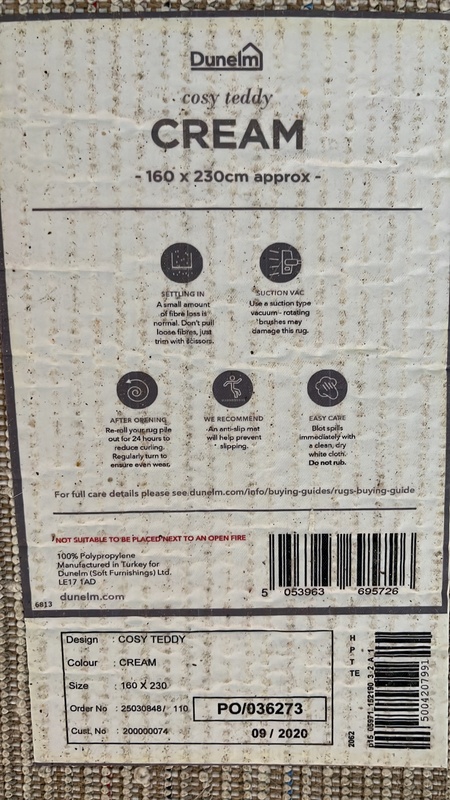 Dunelm
cosy teddy
CREAM
- 160 x 230cm approx -
SETTLING IN
A small amount
of fibre loss is
normal. Don't pull
loose fibres, just
trim with scissors.
SUCTION VAC
Use a suction type
vacuum - rotating
brushes may
damage this rug.
AFTER OPENING
Re-roll your rug pile
out for 24 hours to
reduce curling.
Regularly turn to
ensure even wear.
WE RECOMMEND
An anti-slip mat
will help prevent
slipping.
EASY CARE
Blot spills
immediately with
a clean, dry
white cloth.
Do not rub.
For full care details please see dunelm.com/info/buying-guides/rugs-buying-guide
NOT SUITABLE TO BE PLACED NEXT TO AN OPEN FIRE
100% Polypropylene
Manufactured in Turkey for
Dunelm (Soft Furnishings) Ltd.
LE17 1AD
dunelm.com
5 053963 695726
6813
Design : COSY TEDDY
Colour : CREAM
Size : 160 X 230
Order No : 25030848/ 110
PO/036273
Cust. No : 200000074
09 / 2020
H
P
T
TE
2062
5004207991